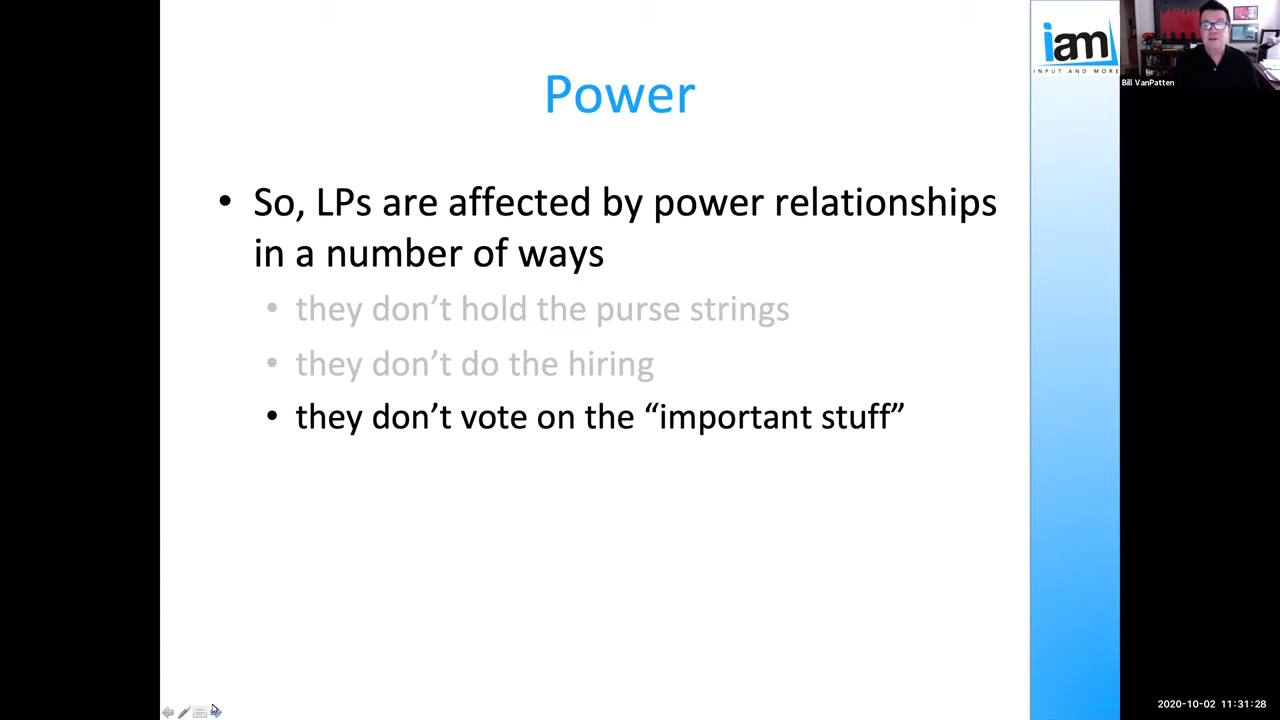 Power
• So, LPs are affected by power relationships
in a number of ways
• they don’t hold the purse strings
• they don’t do the hiring
• they don’t vote on the “important stuff”
iam
INPUT AND MORE
Bill VanPatten
2020-10-02 11:31:28